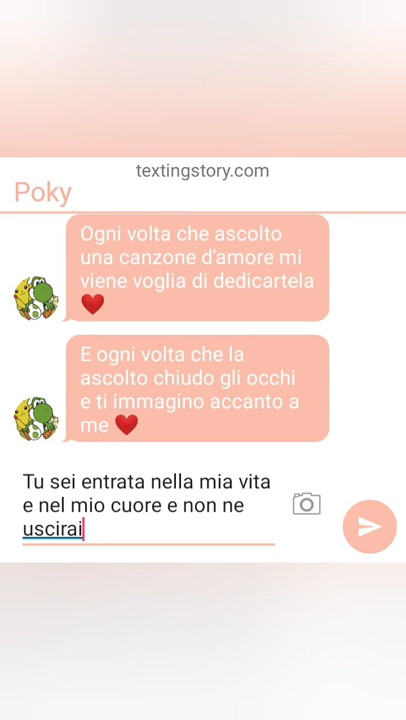 textingstory.com
Poky
Ogni volta che ascolto
una canzone d'amore mi
viene voglia di dedicartela
❤️
E ogni volta che la
ascolto chiudo gli occhi
e ti immagino accanto a
me ❤️
Tu sei entrata nella mia vita
e nel mio cuore e non ne
uscirai